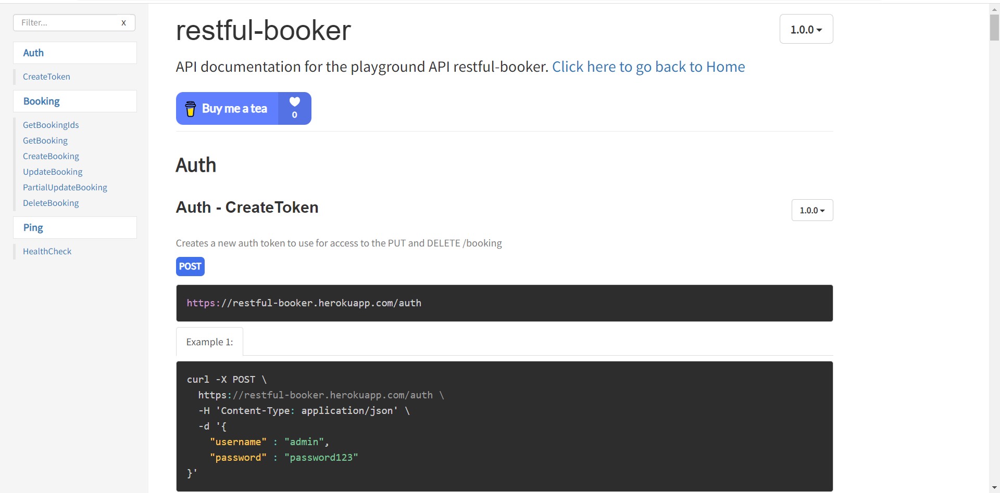 Filter...
X
Auth
CreateToken
Booking
GetBookingIds
GetBooking
CreateBooking
UpdateBooking
PartialUpdateBooking
DeleteBooking
Ping
HealthCheck
restful-booker
1.0.0
API documentation for the playground API restful-booker. Click here to go back to Home
Buy me a tea
0
Auth
Auth - CreateToken
1.0.0
Creates a new auth token to use for access to the PUT and DELETE /booking
POST
https://restful-booker.herokuapp.com/auth
Example 1:
curl -X POST \
  https://restful-booker.herokuapp.com/auth \
  -H 'Content-Type: application/json' \
  -d '{
    "username" : "admin",
    "password" : "password123"
}'